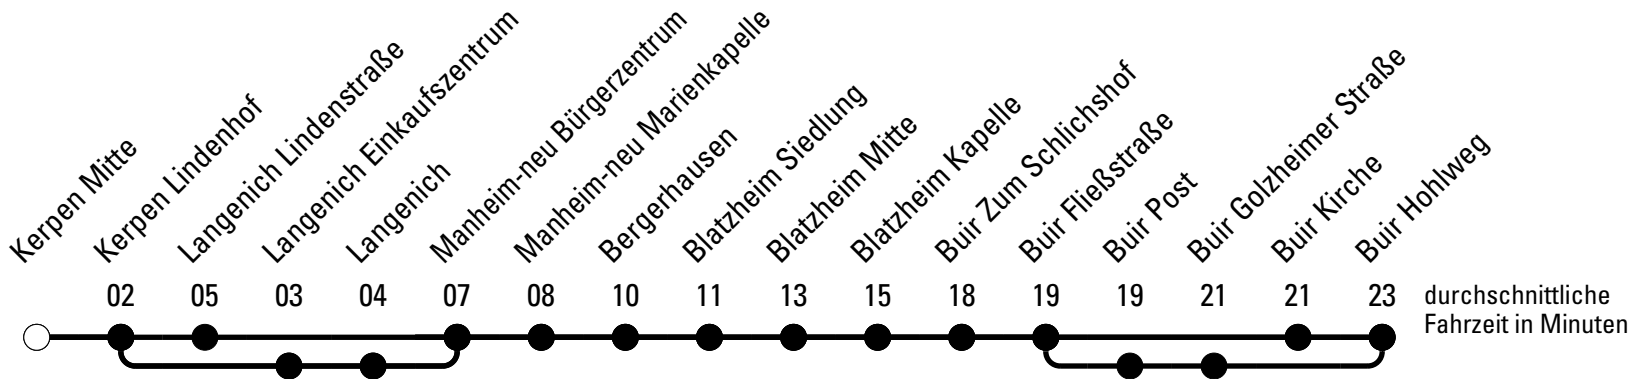 Kerpen Mitte
Kerpen Lindenhof
Langenich Lindenstraße
Langenich Einkaufszentrum
Langenich
Manheim-neu Bürgerzentrum
Manheim-neu Marienkapelle
Bergerhausen
Blatzheim Siedlung
Blatzheim Mitte
Blatzheim Kapelle
Buir Zum Schlichshof
Buir Fließstraße
Buir Post
Buir Golzheimer Straße
Buir Kirche
Buir Hohlweg
02 05 03 04 07 08 10 11 13 15 18 19 19 21 21 23
durchschnittliche
Fahrzeit in Minuten